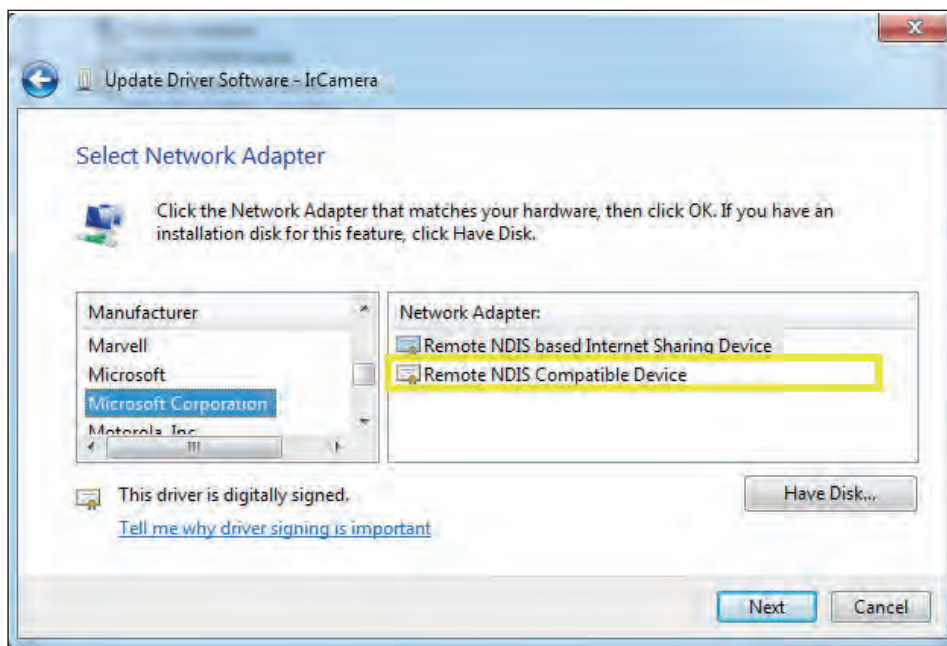 Update Driver Software - IrCamera
Select Network Adapter
Click the Network Adapter that matches your hardware, then click OK. If you have an
installation disk for this feature, click Have Disk.
Manufacturer
Marvell
Microsoft
Microsoft Corporation
Motorola, Inc
Network Adapter:
Remote NDIS based Internet Sharing Device
Remote NDIS Compatible Device
This driver is digitally signed.
Tell me why driver signing is important
Have Disk...
Next
Cancel